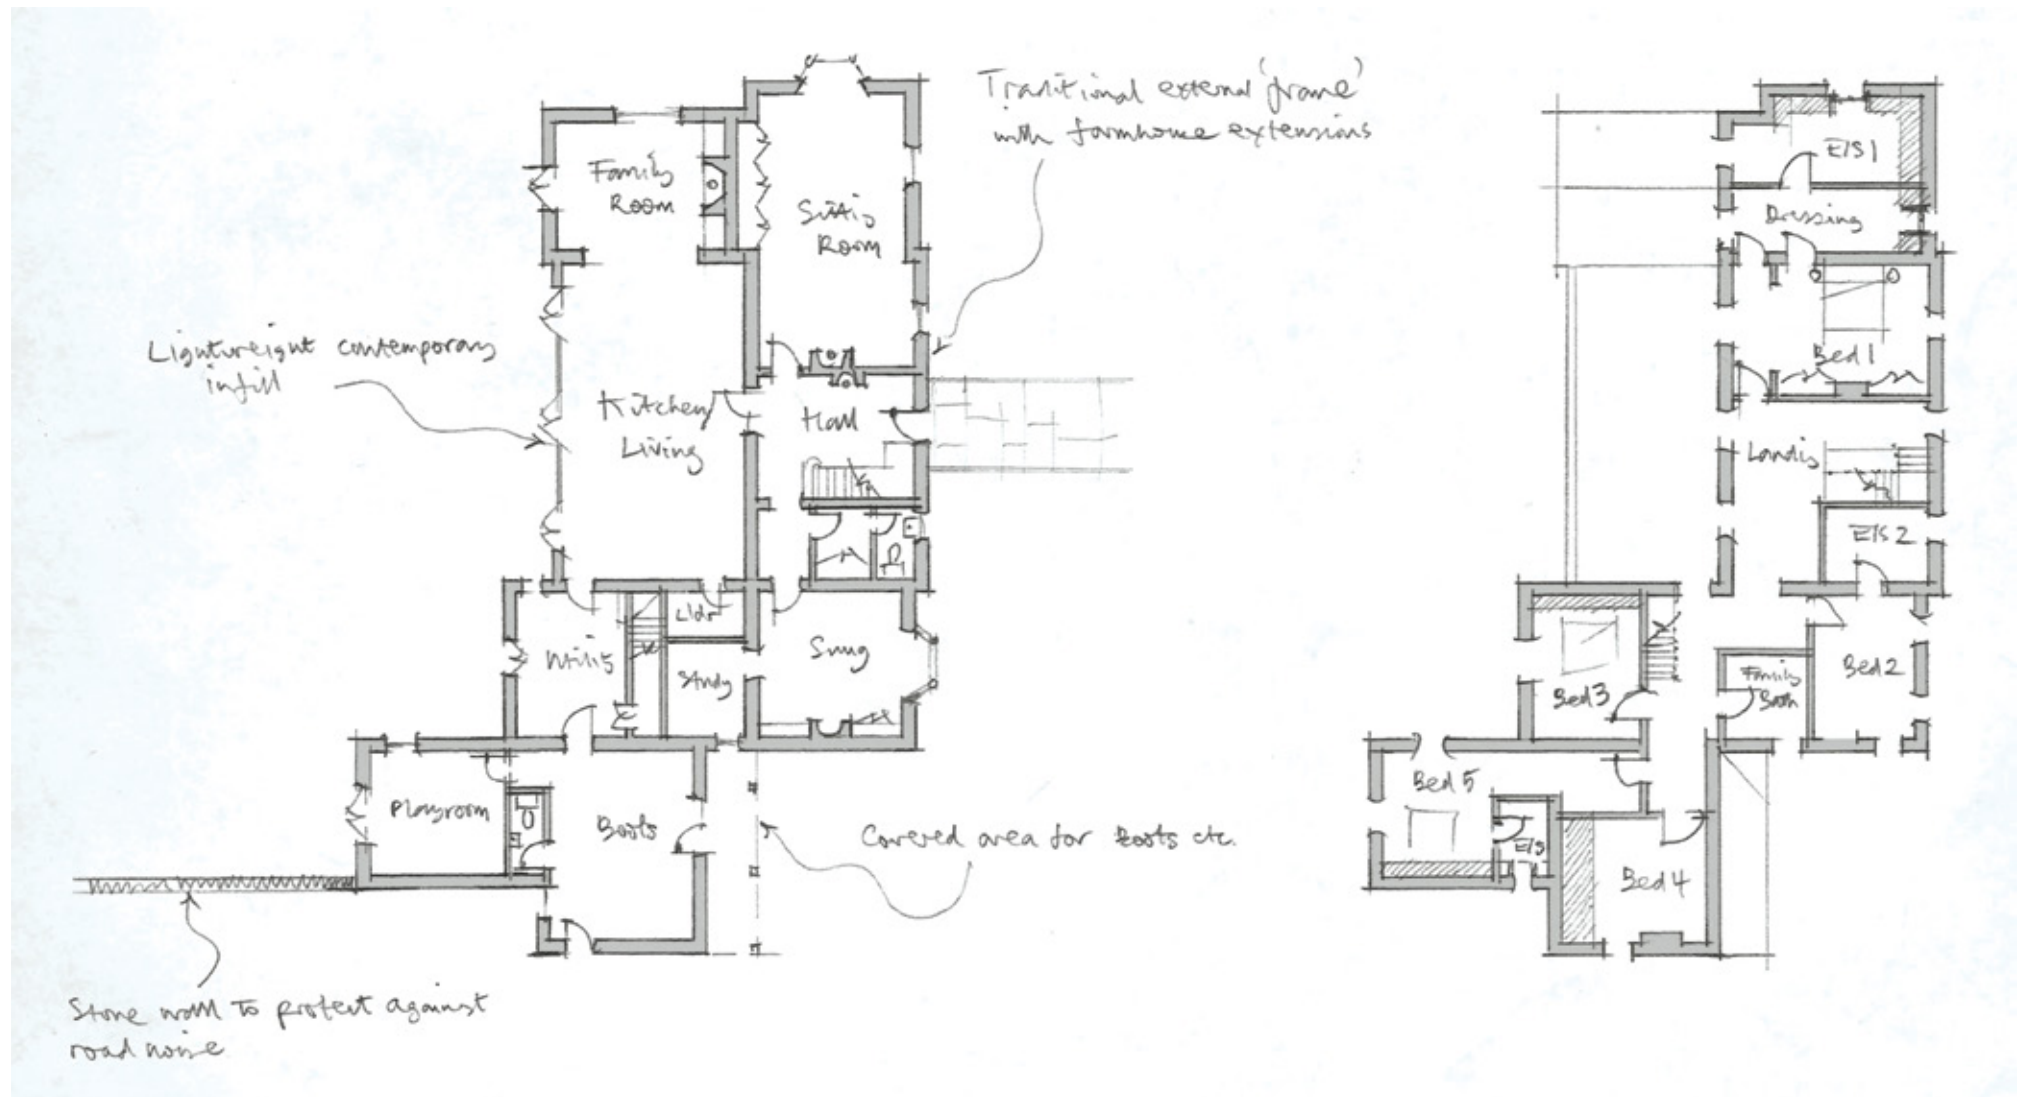 Traditional external 'frame'
with farmhouse extensions
Family
Room
Sitting
Room
Lightweight contemporary
infill
Kitchen/
Living
Hall
Utility
Lldr
Study
Snug
Playroom
Boots
Covered area for Boots etc.
Stone wall to protect against
road noise
E/S 1
Dressing
Bed 1
Landing
E/S 2
Bed 3
Family
Bath
Bed 2
Bed 5
E/S
Bed 4